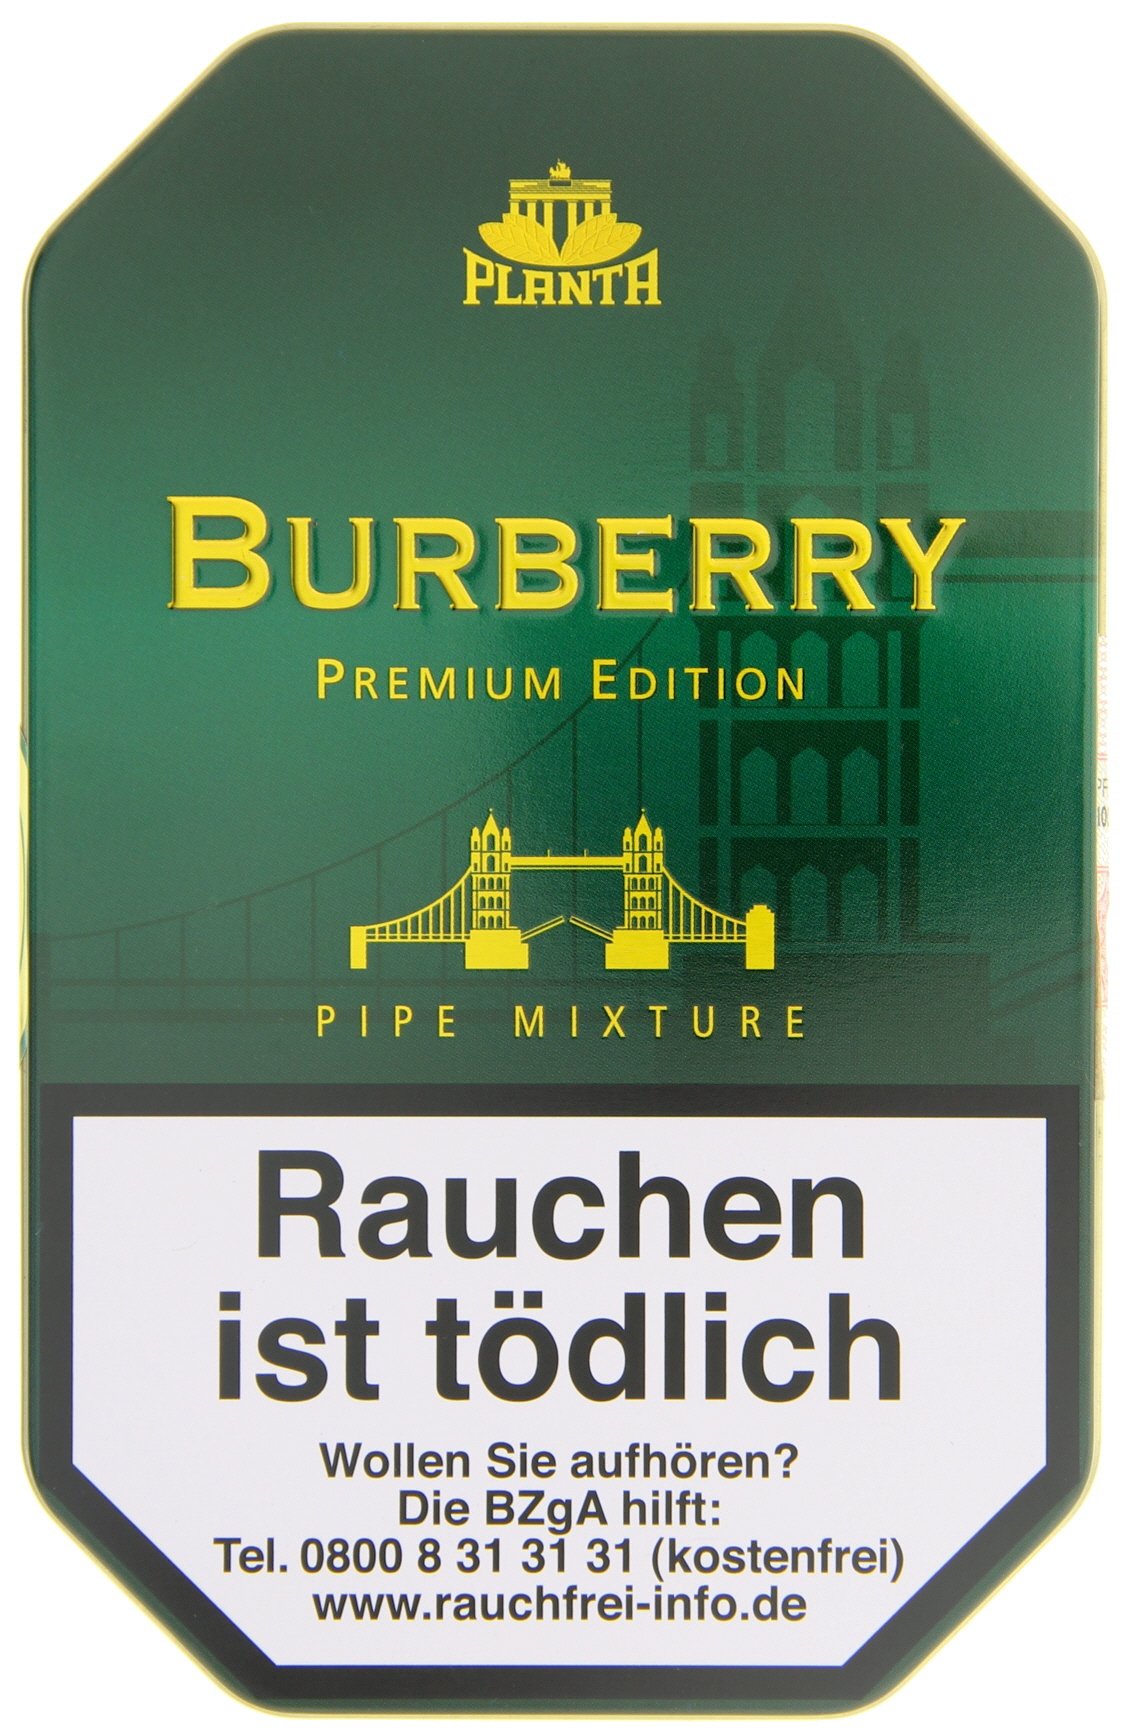 PLANTA
BURBERRY
PREMIUM EDITION
PIPE MIXTURE
Rauchen
ist tödlich
Wollen Sie aufhören?
Die BZgA hilft:
Tel. 0800 8 31 31 31 (kostenfrei)
www.rauchfrei-info.de